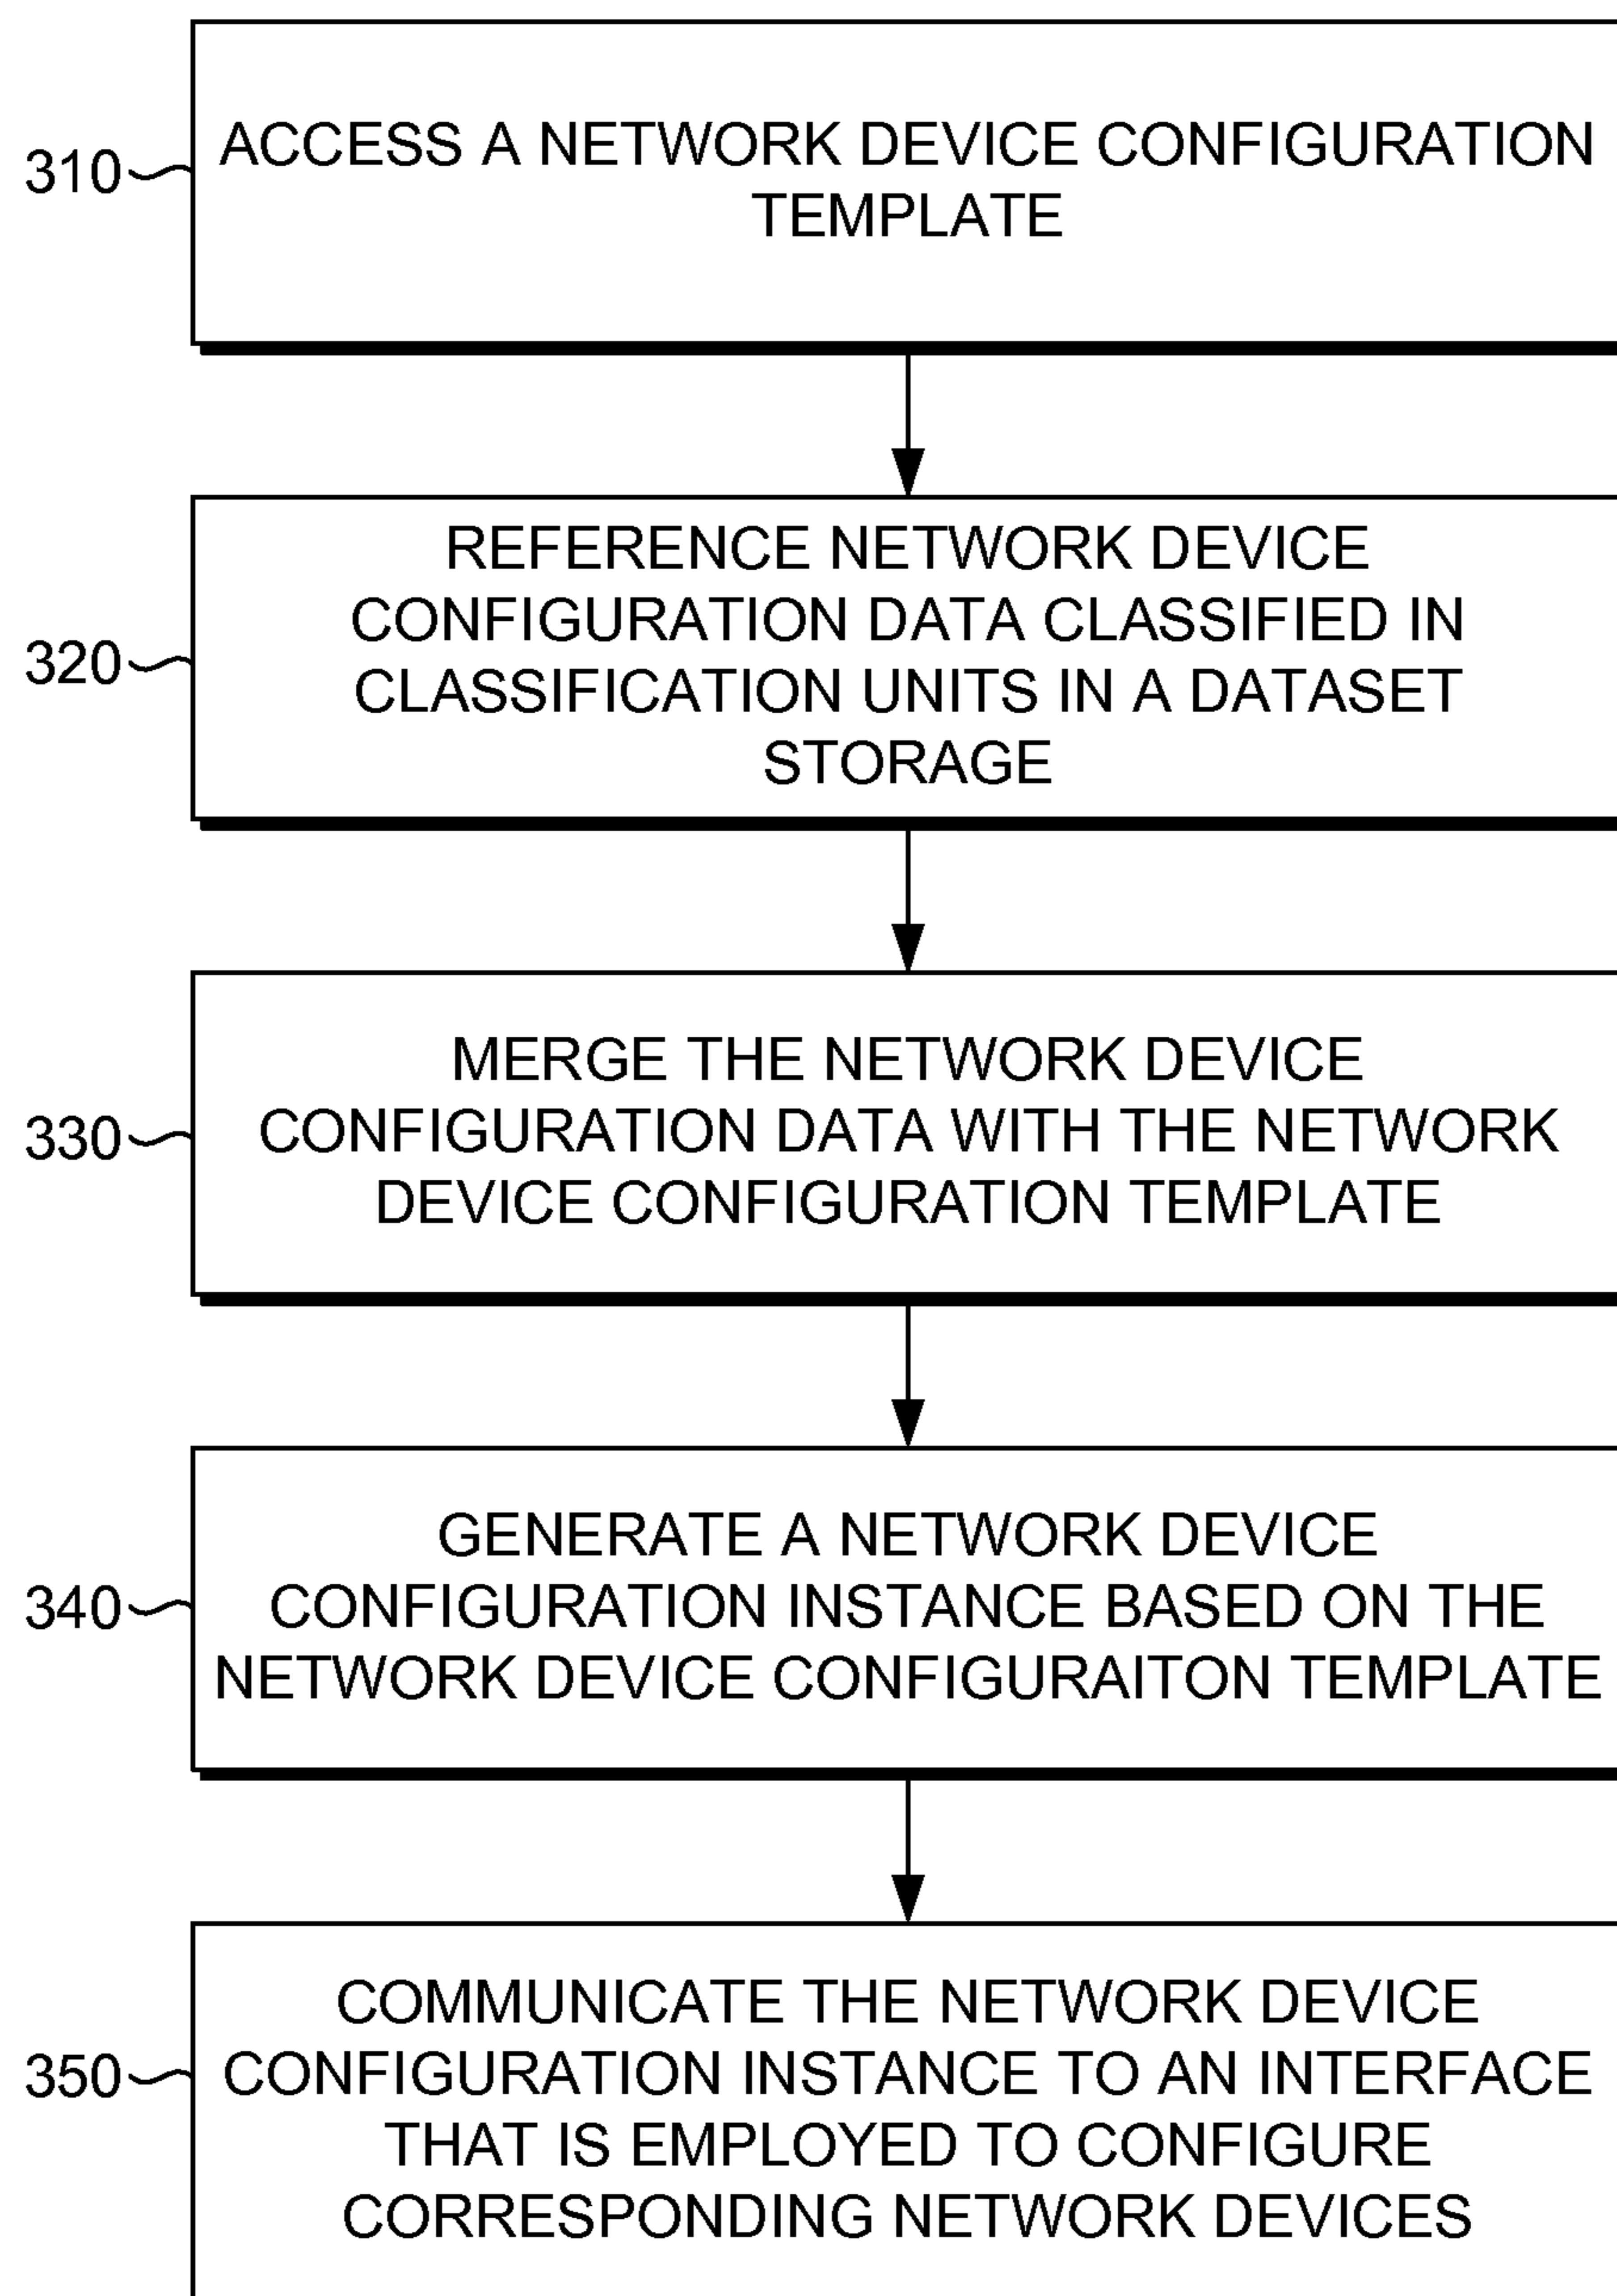 ACCESS A NETWORK DEVICE CONFIGURATION
TEMPLATE
310
REFERENCE NETWORK DEVICE
CONFIGURATION DATA CLASSIFIED IN
CLASSIFICATION UNITS IN A DATASET
STORAGE
320
MERGE THE NETWORK DEVICE
CONFIGURATION DATA WITH THE NETWORK
DEVICE CONFIGURATION TEMPLATE
330
GENERATE A NETWORK DEVICE
CONFIGURATION INSTANCE BASED ON THE
NETWORK DEVICE CONFIGURAITON TEMPLATE
340
COMMUNICATE THE NETWORK DEVICE
CONFIGURATION INSTANCE TO AN INTERFACE
THAT IS EMPLOYED TO CONFIGURE
CORRESPONDING NETWORK DEVICES
350